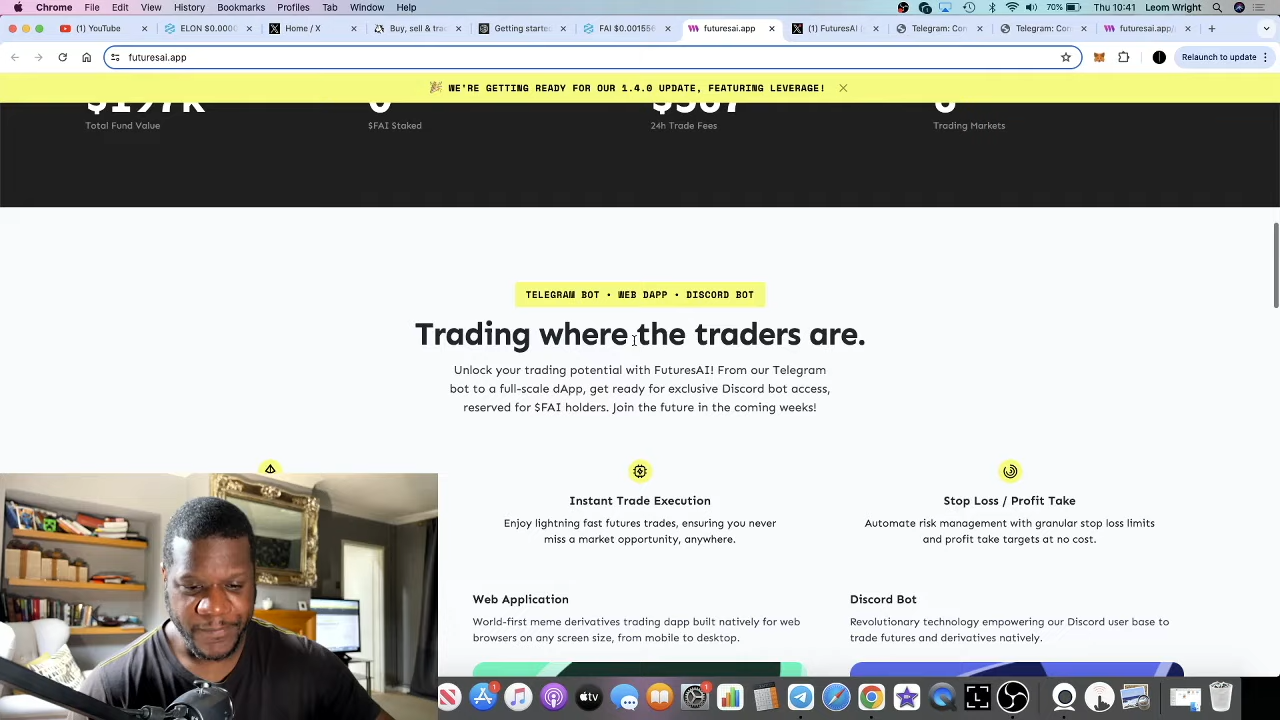 Chrome File Edit View History Bookmarks Profiles Tab Window Help 70% Thu 10:41 Leom Wright
(1) YouTube ELON $0.000 Home / X Buy, sell & trac Getting starte FAI $0.001556 futuresai.app (1) FuturesAI Telegram: Con Telegram: Con futuresai.app/
futuresai.app Relaunch to update
WE'RE GETTING READY FOR OUR 1.4.0 UPDATE, FEATURING LEVERAGE!
$197K
Total Fund Value $FAI Staked 24h Trade Fees Trading Markets
TELEGRAM BOT • WEB DAPP • DISCORD BOT
Trading where the traders are.
Unlock your trading potential with FuturesAI! From our Telegram
bot to a full-scale dApp, get ready for exclusive Discord bot access,
reserved for $FAI holders. Join the future in the coming weeks!
Instant Trade Execution
Enjoy lightning fast futures trades, ensuring you never
miss a market opportunity, anywhere.
Stop Loss / Profit Take
Automate risk management with granular stop loss limits
and profit take targets at no cost.
Web Application
World-first meme derivatives trading dapp built natively for web
browsers on any screen size, from mobile to desktop.
Discord Bot
Revolutionary technology empowering our Discord user base to
trade futures and derivatives natively.
tv